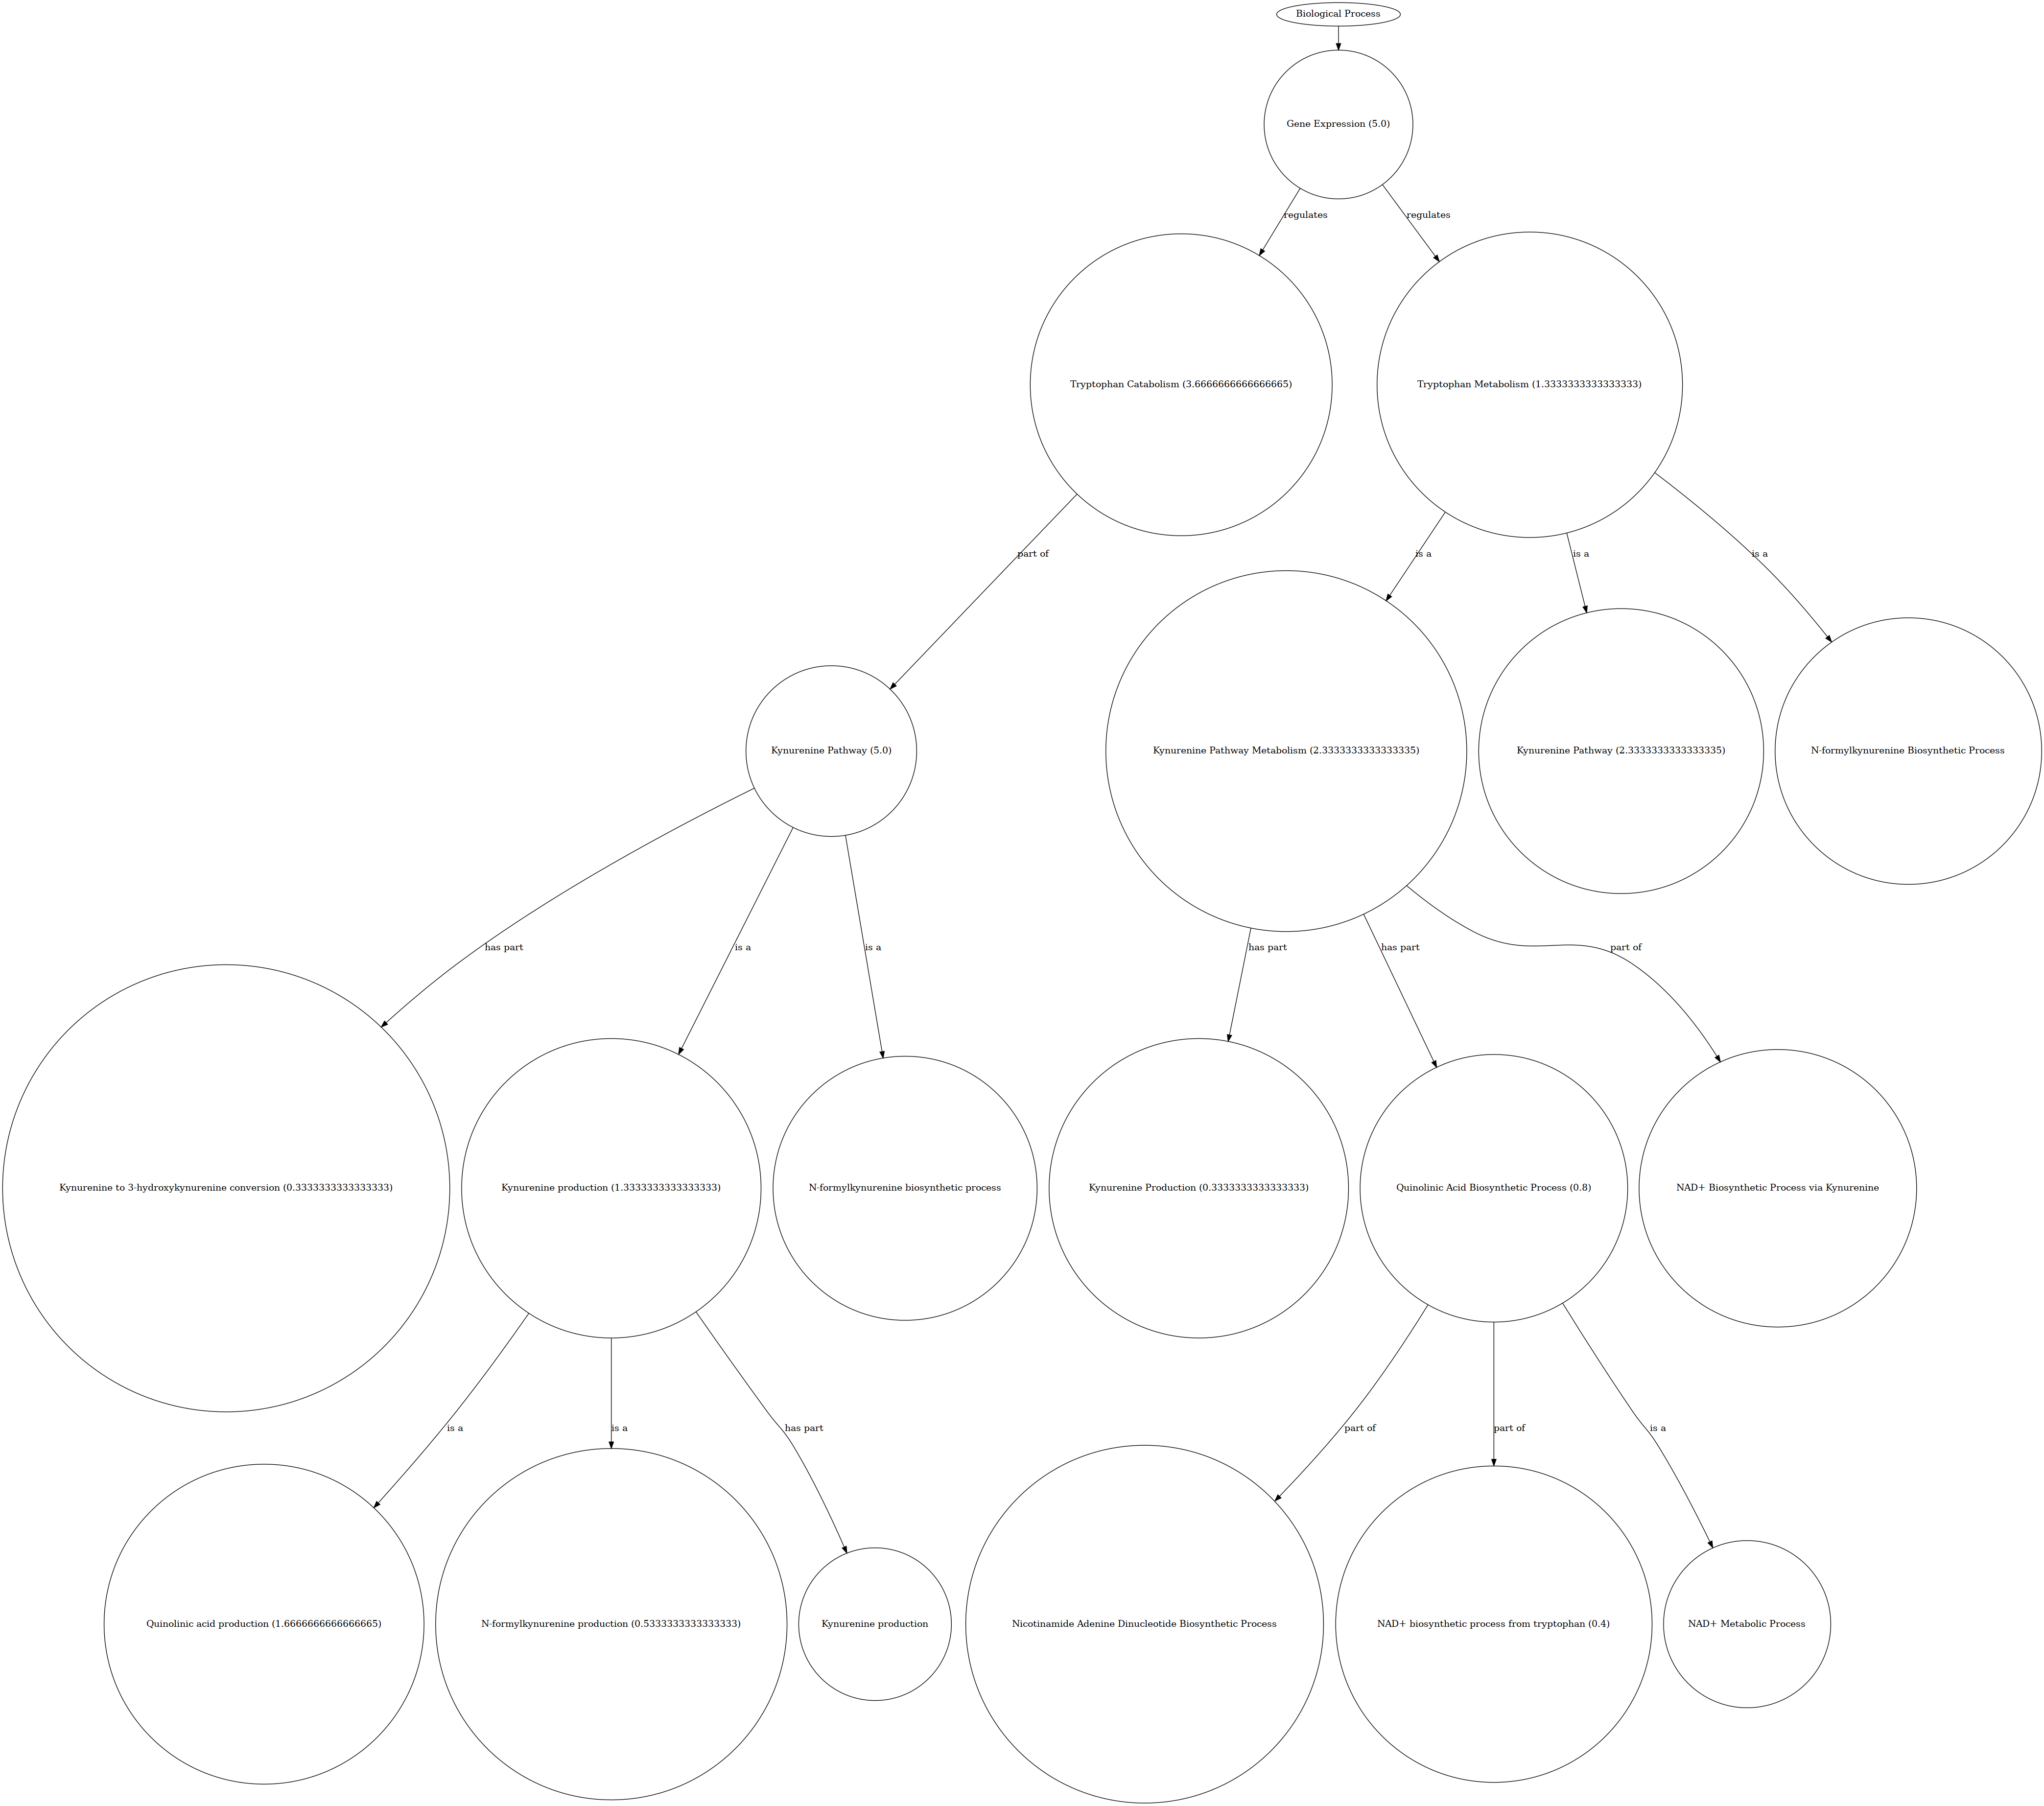 Biological Process
Gene Expression (5.0)
regulates
regulates
Tryptophan Catabolism (3.6666666666666665)
Tryptophan Metabolism (1.3333333333333333)
part of
is a
is a
is a
Kynurenine Pathway (5.0)
Kynurenine Pathway Metabolism (2.3333333333333335)
Kynurenine Pathway (2.3333333333333335)
N-formylkynurenine Biosynthetic Process
has part
is a
is a
has part
has part
part of
Kynurenine to 3-hydroxykynurenine conversion (0.3333333333333333)
Kynurenine production (1.3333333333333333)
N-formylkynurenine biosynthetic process
Kynurenine Production (0.3333333333333333)
Quinolinic Acid Biosynthetic Process (0.8)
NAD+ Biosynthetic Process via Kynurenine
is a
is a
has part
part of
part of
is a
Quinolinic acid production (1.6666666666666665)
N-formylkynurenine production (0.5333333333333333)
Kynurenine production
Nicotinamide Adenine Dinucleotide Biosynthetic Process
NAD+ biosynthetic process from tryptophan (0.4)
NAD+ Metabolic Process